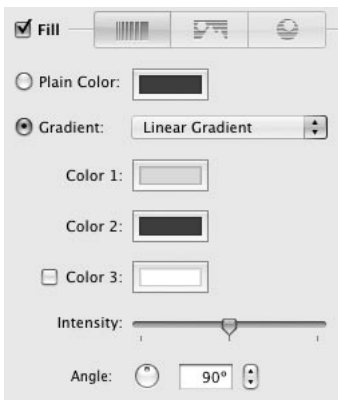 Fill
Plain Color:
Gradient: Linear Gradient
Color 1:
Color 2:
Color 3:
Intensity:
Angle: 90°